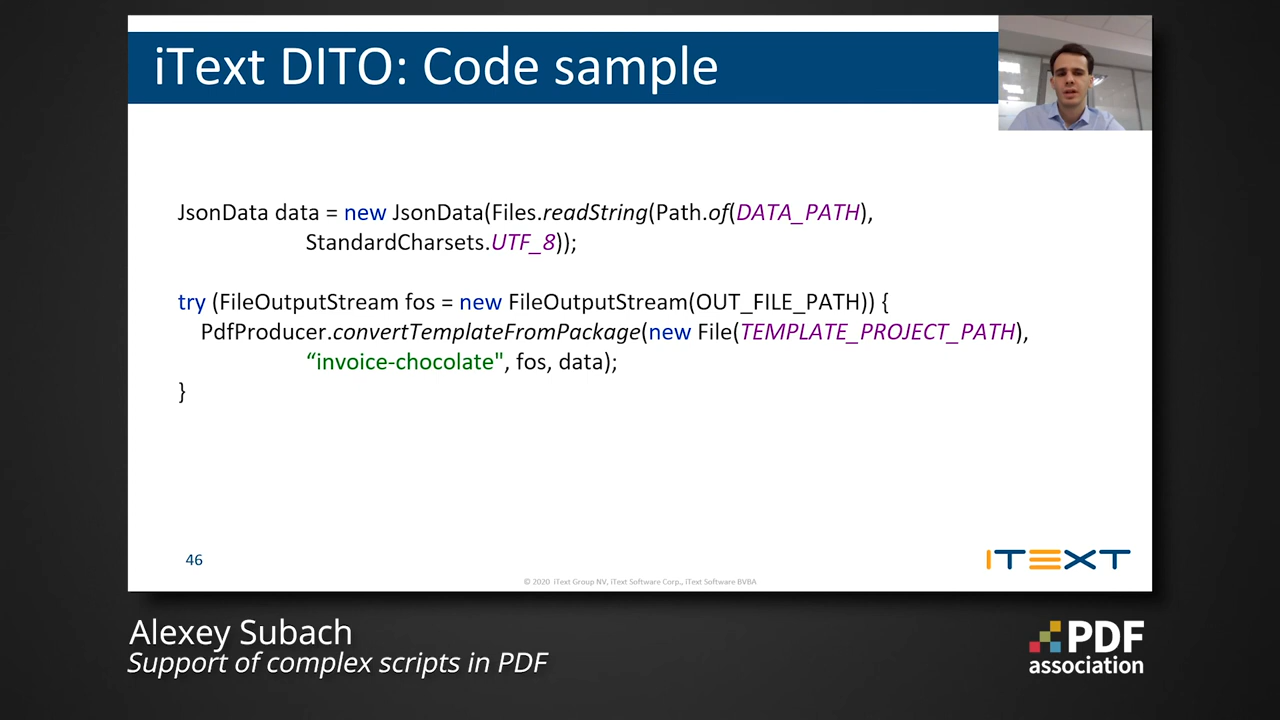 iText DITO: Code sample
JsonData data = new JsonData(Files.readString(Path.of(DATA_PATH),
StandardCharsets.UTF_8));
try (FileOutputStream fos = new FileOutputStream(OUT_FILE_PATH)) {
PdfProducer.convertTemplateFromPackage(new File(TEMPLATE_PROJECT_PATH),
“invoice-chocolate", fos, data);
}
46
ITEXT
© 2020 iText Group NV, iText Software Corp., iText Software BVBA
Alexey Subach
Support of complex scripts in PDF
PDF
association